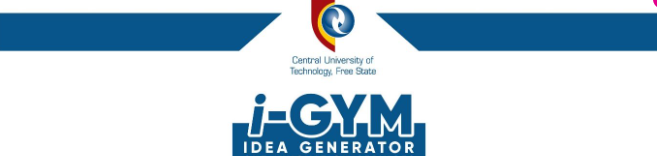 Central University of
Technology, Free State
i-GYM
IDEA GENERATOR